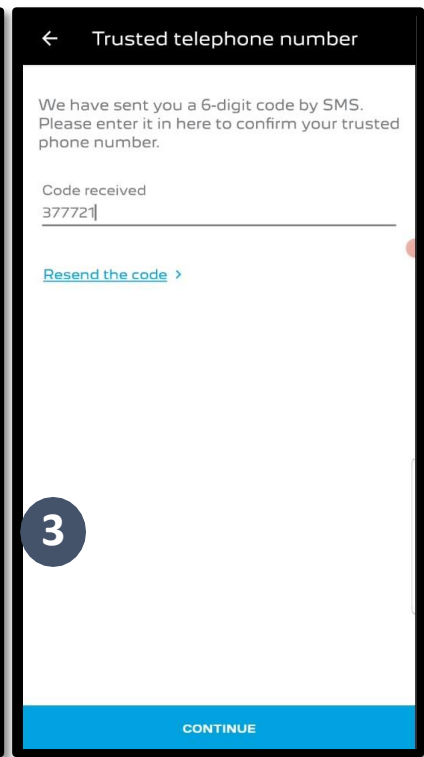 ← Trusted telephone number
We have sent you a 6-digit code by SMS.
Please enter it in here to confirm your trusted
phone number.
Code received
377721
Resend the code >
3
CONTINUE